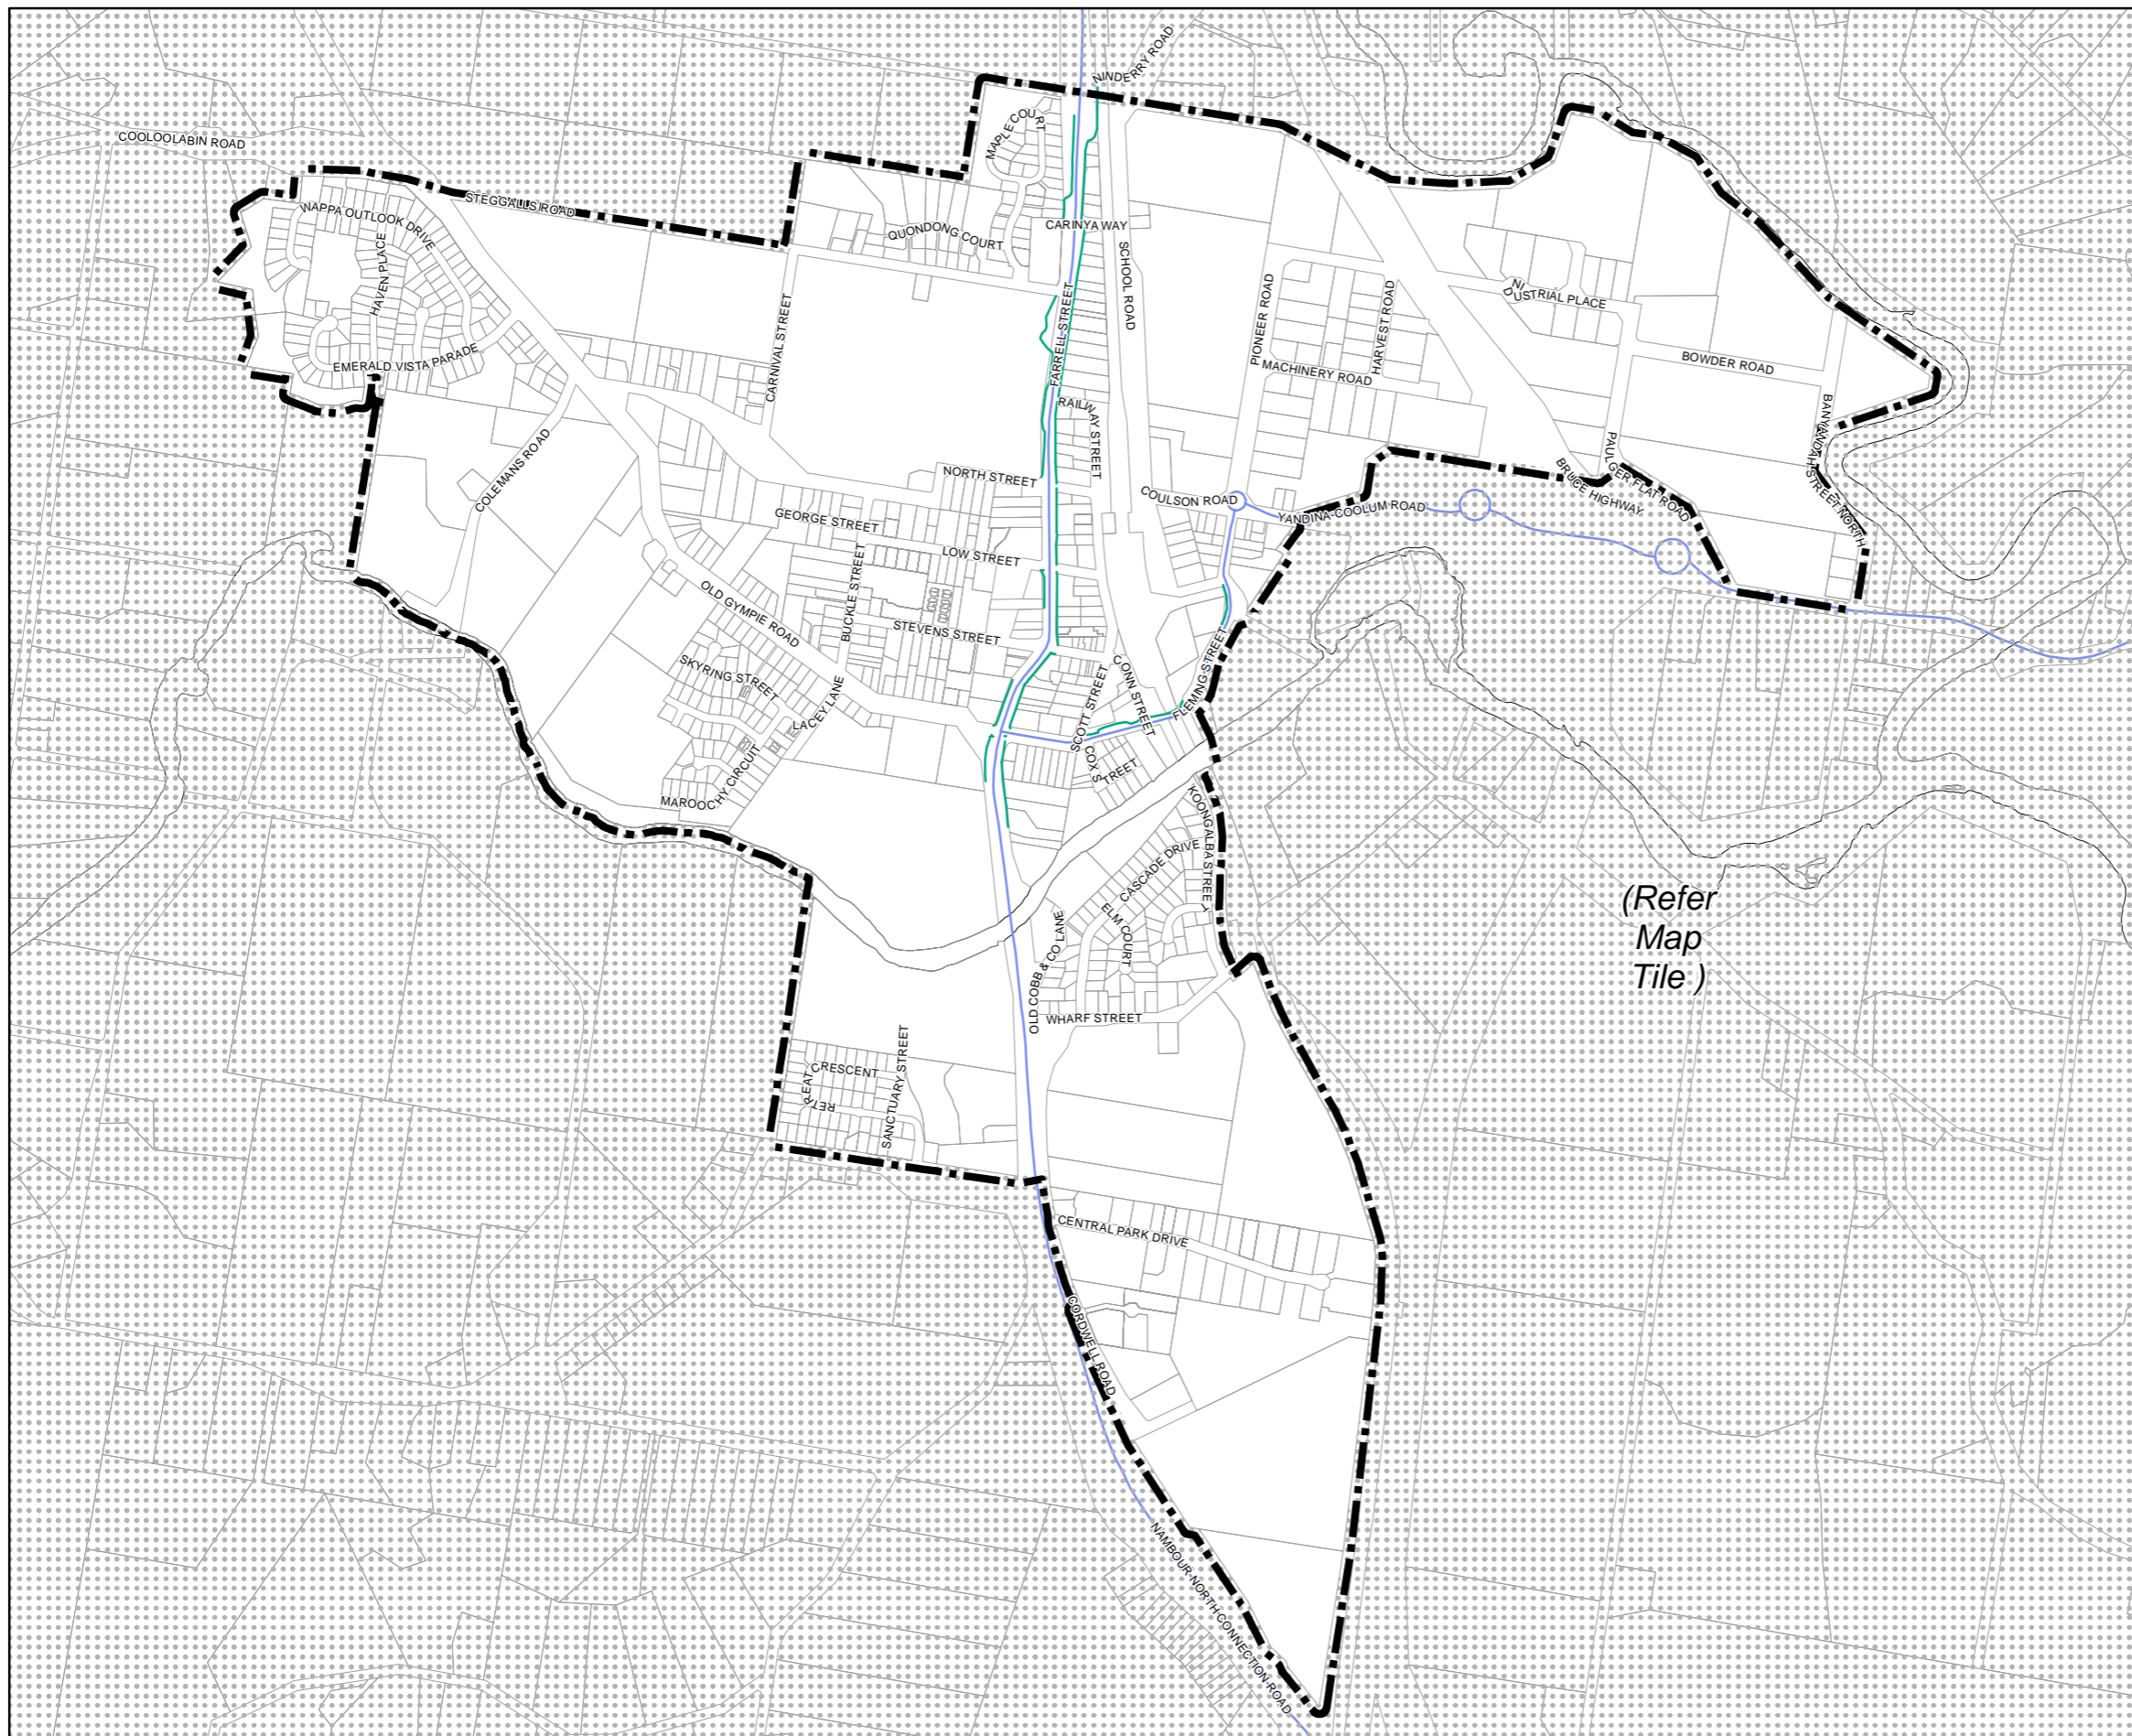 NINDERRY ROAD
COOLOOLABIN ROAD
MAPLE COURT
STEGGALLS ROAD
NAPPA OUTLOOK DRIVE
QUONDONG COURT
CARINYA WAY
HAVEN PLACE
SCHOOL ROAD
FARRELL STREET
PIONEER ROAD
HARVEST ROAD
INDUSTRIAL PLACE
CARNIVAL STREET
EMERALD VISTA PARADE
MACHINERY ROAD
BOWDER ROAD
RAILWAY STREET
BANYANDAH STREET NORTH
COLEMANS ROAD
NORTH STREET
PAULGER FLAT ROAD
BRUCE HIGHWAY
COULSON ROAD
YANDINA-COOLUM ROAD
GEORGE STREET
LOW STREET
BUCKLE STREET
OLD GYMPIE ROAD
STEVENS STREET
SKYRING STREET
LACEY LANE
SCOTT STREET
CONN STREET
FLEMING STREET
COX STREET
MAROOCHY CIRCUIT
KOONGALBA STREET
CASCADE DRIVE
ELM COURT
OLD COBB & CO LANE
WHARF STREET
(Refer
Map
Tile )
RETREAT CRESCENT
SANCTUARY STREET
CENTRAL PARK DRIVE
CORDWELL ROAD
NAMBOUR NORTH CONNECTION ROAD